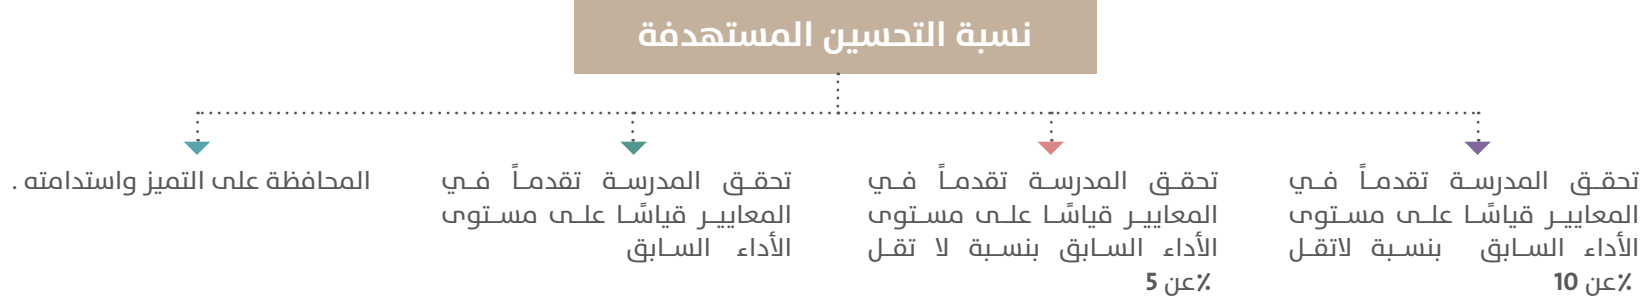 نسبة التحسين المستهدفة
تحقق المدرسة تقدماً في
المعايير قياسًا على مستوى
الأداء السابق بنسبة لاتقل
٪عن 10
تحقق المدرسة تقدماً في
المعايير قياسًا على مستوى
الأداء السابق بنسبة لا تقل
٪عن 5
تحقق المدرسة تقدماً في
المعايير قياسًا على مستوى
الأداء السابق
المحافظة على التميز واستدامته .